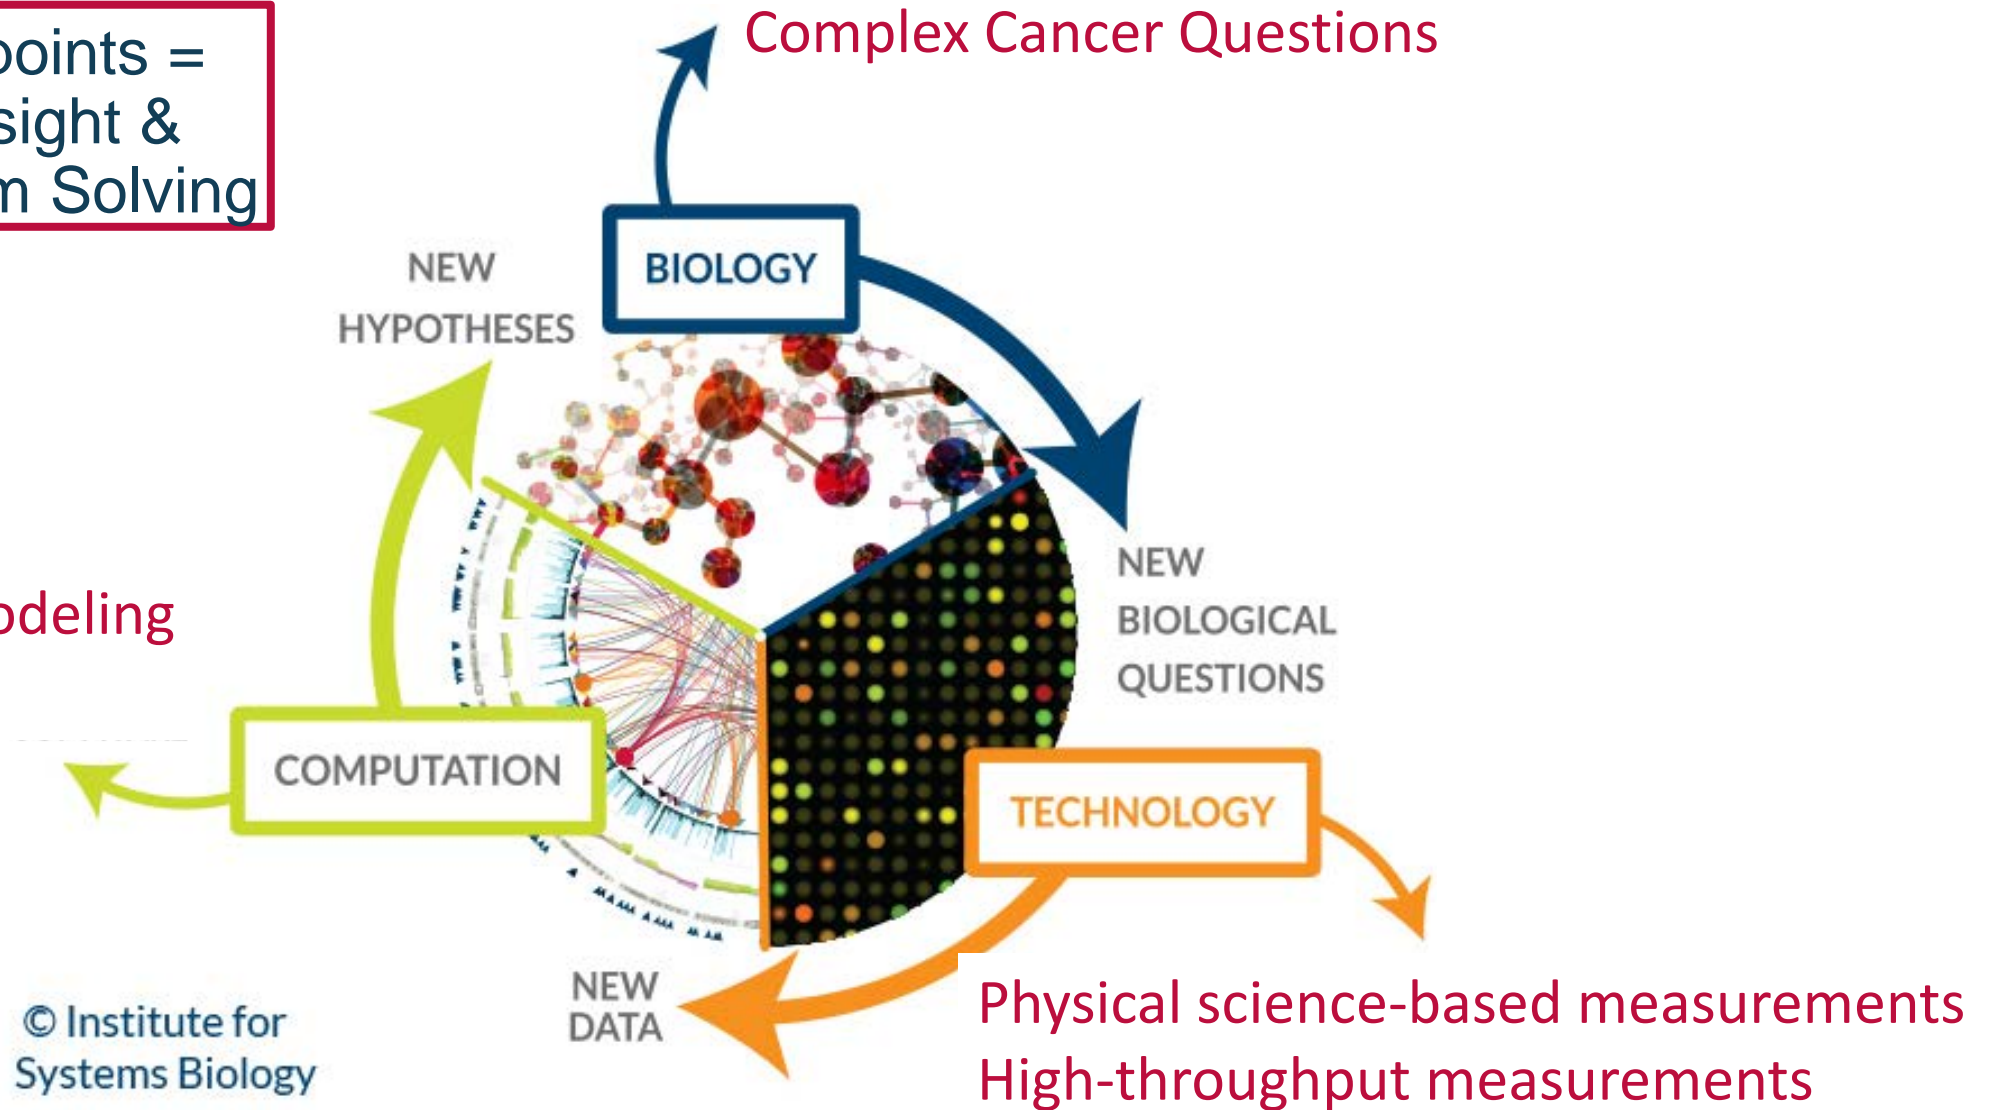 Complex Cancer Questions
points =
sight &
m Solving
NEW
HYPOTHESES
BIOLOGY
NEW
BIOLOGICAL
QUESTIONS
odeling
COMPUTATION
TECHNOLOGY
NEW
DATA
Physical science-based measurements
High-throughput measurements
© Institute for
Systems Biology